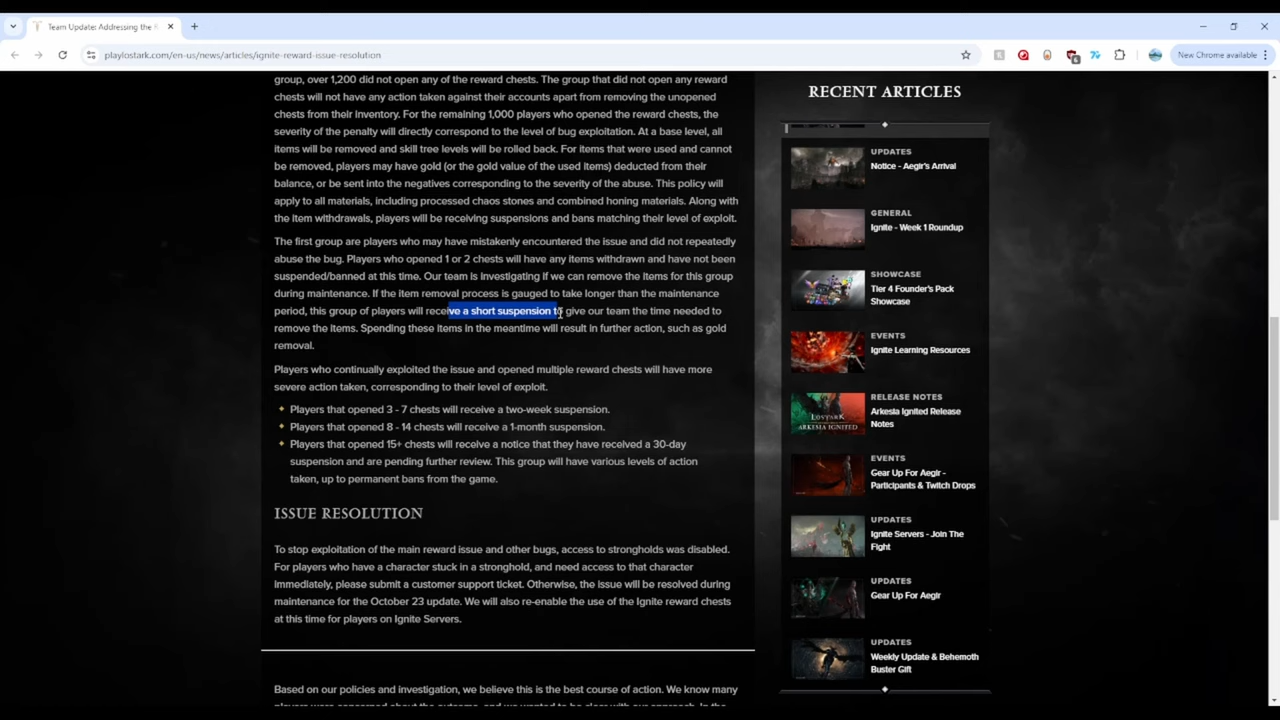 Team Update: Addressing the
playlostark.com/en-us/news/articles/ignite-reward-issue-resolution
New Chrome available
group, over 1,200 did not open any of the reward chests. The group that did not open any reward
chests will not have any action taken against their accounts apart from removing the unopened
chests from their inventory. For the remaining 1,000 players who opened the reward chests, the
severity of the penalty will directly correspond to the level of bug exploitation. At a base level, all
items will be removed and skill tree levels will be rolled back. For items that were used and cannot
be removed, players may have gold (or the gold value of the used items) deducted from their
balance, or be sent into the negatives corresponding to the severity of the abuse. This policy will
apply to all materials, including processed chaos stones and combined honing materials. Along with
the item withdrawals, players will be receiving suspensions and bans matching their level of exploit.
The first group are players who may have mistakenly encountered the issue and did not repeatedly
abuse the bug. Players who opened 1 or 2 chests will have any items withdrawn and have not been
suspended/banned at this time. Our team is investigating if we can remove the items for this group
during maintenance. If the item removal process is gauged to take longer than the maintenance
period, this group of players will receive a short suspension to give our team the time needed to
remove the items. Spending these items in the meantime will result in further action, such as gold
removal.
Players who continually exploited the issue and opened multiple reward chests will have more
severe action taken, corresponding to their level of exploit.
Players that opened 3 - 7 chests will receive a two-week suspension.
Players that opened 8 - 14 chests will receive a 1-month suspension.
Players that opened 15+ chests will receive a notice that they have received a 30-day
suspension and are pending further review. This group will have various levels of action
taken, up to permanent bans from the game.
ISSUE RESOLUTION
To stop exploitation of the main reward issue and other bugs, access to strongholds was disabled.
For players who have a character stuck in a stronghold, and need access to that character
immediately, please submit a customer support ticket. Otherwise, the issue will be resolved during
maintenance for the October 23 update. We will also re-enable the use of the Ignite reward chests
at this time for players on Ignite Servers.
Based on our policies and investigation, we believe this is the best course of action. We know many
RECENT ARTICLES
UPDATES
Notice - Aegir's Arrival
GENERAL
Ignite - Week 1 Roundup
SHOWCASE
Tier 4 Founder's Pack
Showcase
EVENTS
Ignite Learning Resources
RELEASE NOTES
Arkesia Ignited Release
Notes
EVENTS
Gear Up For Aegir -
Participants & Twitch Drops
UPDATES
Ignite Servers - Join The
Fight
UPDATES
Gear Up For Aegir
UPDATES
Weekly Update & Behemoth
Buster Gift